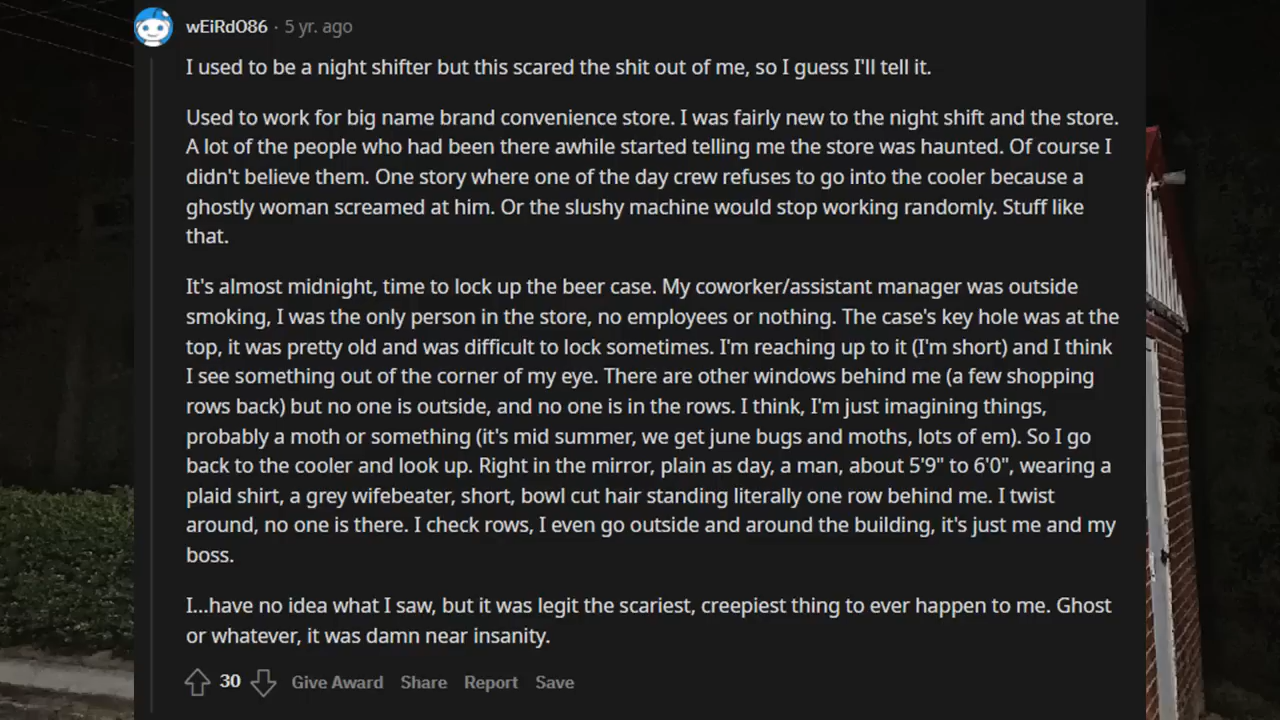 wEiRdO86 · 5 yr. ago
I used to be a night shifter but this scared the shit out of me, so I guess I'll tell it.
Used to work for big name brand convenience store. I was fairly new to the night shift and the store.
A lot of the people who had been there awhile started telling me the store was haunted. Of course I
didn't believe them. One story where one of the day crew refuses to go into the cooler because a
ghostly woman screamed at him. Or the slushy machine would stop working randomly. Stuff like
that.
It's almost midnight, time to lock up the beer case. My coworker/assistant manager was outside
smoking, I was the only person in the store, no employees or nothing. The case's key hole was at the
top, it was pretty old and was difficult to lock sometimes. I'm reaching up to it (I'm short) and I think
I see something out of the corner of my eye. There are other windows behind me (a few shopping
rows back) but no one is outside, and no one is in the rows. I think, I'm just imagining things,
probably a moth or something (it's mid summer, we get june bugs and moths, lots of em). So I go
back to the cooler and look up. Right in the mirror, plain as day, a man, about 5'9" to 6'0", wearing a
plaid shirt, a grey wifebeater, short, bowl cut hair standing literally one row behind me. I twist
around, no one is there. I check rows, I even go outside and around the building, it's just me and my
boss.
I...have no idea what I saw, but it was legit the scariest, creepiest thing to ever happen to me. Ghost
or whatever, it was damn near insanity.
30 Give Award Share Report Save